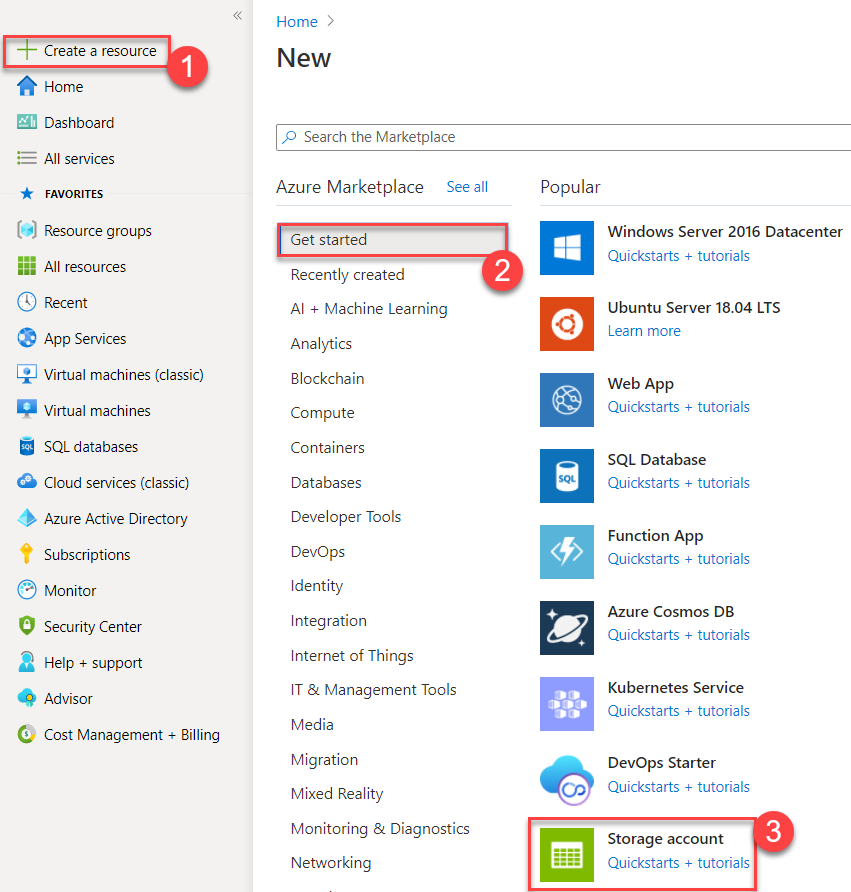 «
Home >
New
Create a resource
1
Home
Dashboard
All services
FAVORITES
Resource groups
All resources
Recent
App Services
Virtual machines (classic)
Virtual machines
SQL databases
Cloud services (classic)
Azure Active Directory
Subscriptions
Monitor
Security Center
Help + support
Advisor
Cost Management + Billing
Search the Marketplace
Azure Marketplace See all
Get started
2
Recently created
AI + Machine Learning
Analytics
Blockchain
Compute
Containers
Databases
Developer Tools
DevOps
Identity
Integration
Internet of Things
IT & Management Tools
Media
Migration
Mixed Reality
Monitoring & Diagnostics
Networking
Popular
Windows Server 2016 Datacenter
Quickstarts + tutorials
Ubuntu Server 18.04 LTS
Learn more
Web App
Quickstarts + tutorials
SQL
SQL Database
Quickstarts + tutorials
Function App
Quickstarts + tutorials
Azure Cosmos DB
Quickstarts + tutorials
Kubernetes Service
Quickstarts + tutorials
DevOps Starter
Quickstarts + tutorials
Storage account
Quickstarts + tutorials
3